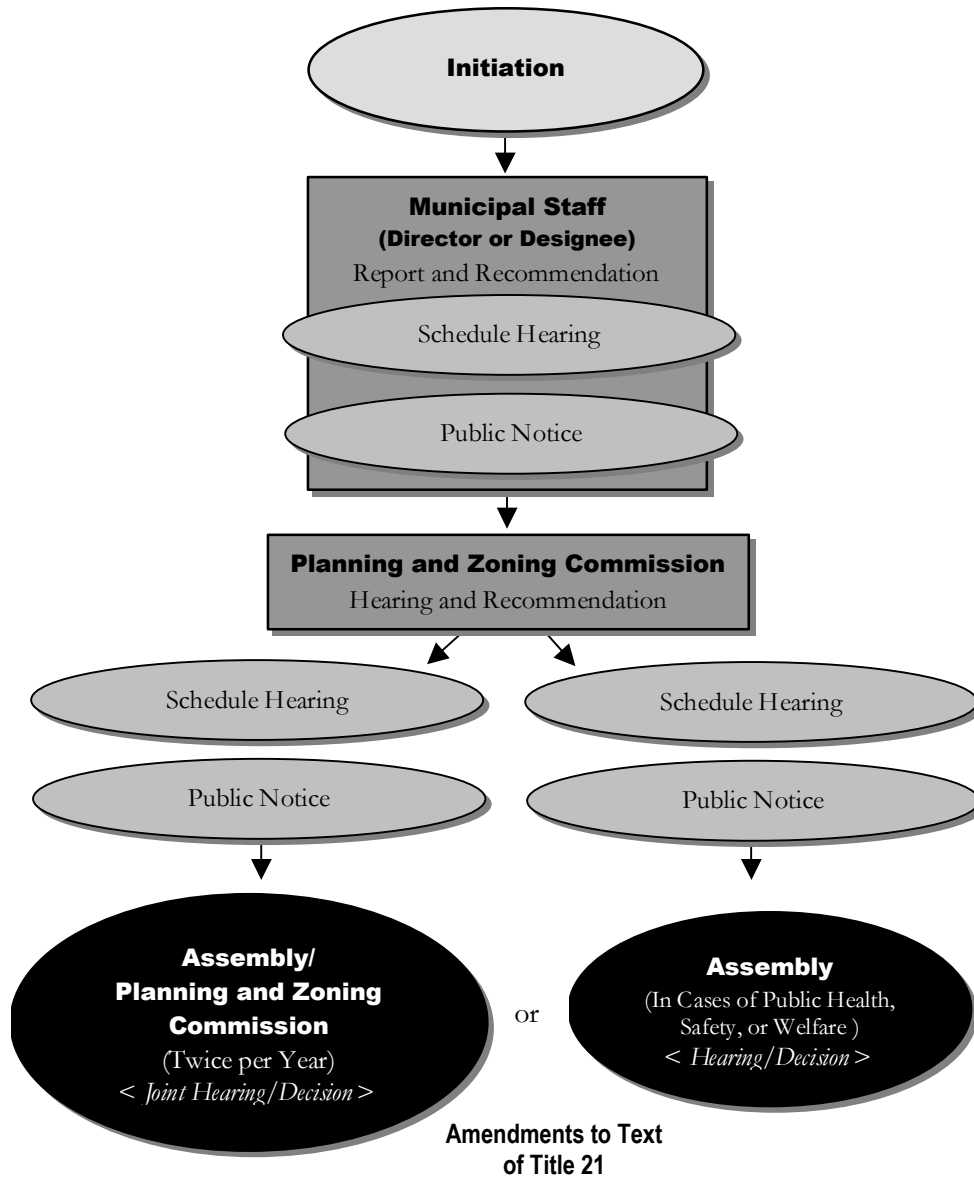 Initiation
Municipal Staff
(Director or Designee)
Report and Recommendation
Schedule Hearing
Public Notice
Planning and Zoning Commission
Hearing and Recommendation
Schedule Hearing
Public Notice
Assembly/
Planning and Zoning
Commission
(Twice per Year)
< Joint Hearing/Decision >
or
Schedule Hearing
Public Notice
Assembly
(In Cases of Public Health,
Safety, or Welfare )
< Hearing/Decision >
Amendments to Text
of Title 21